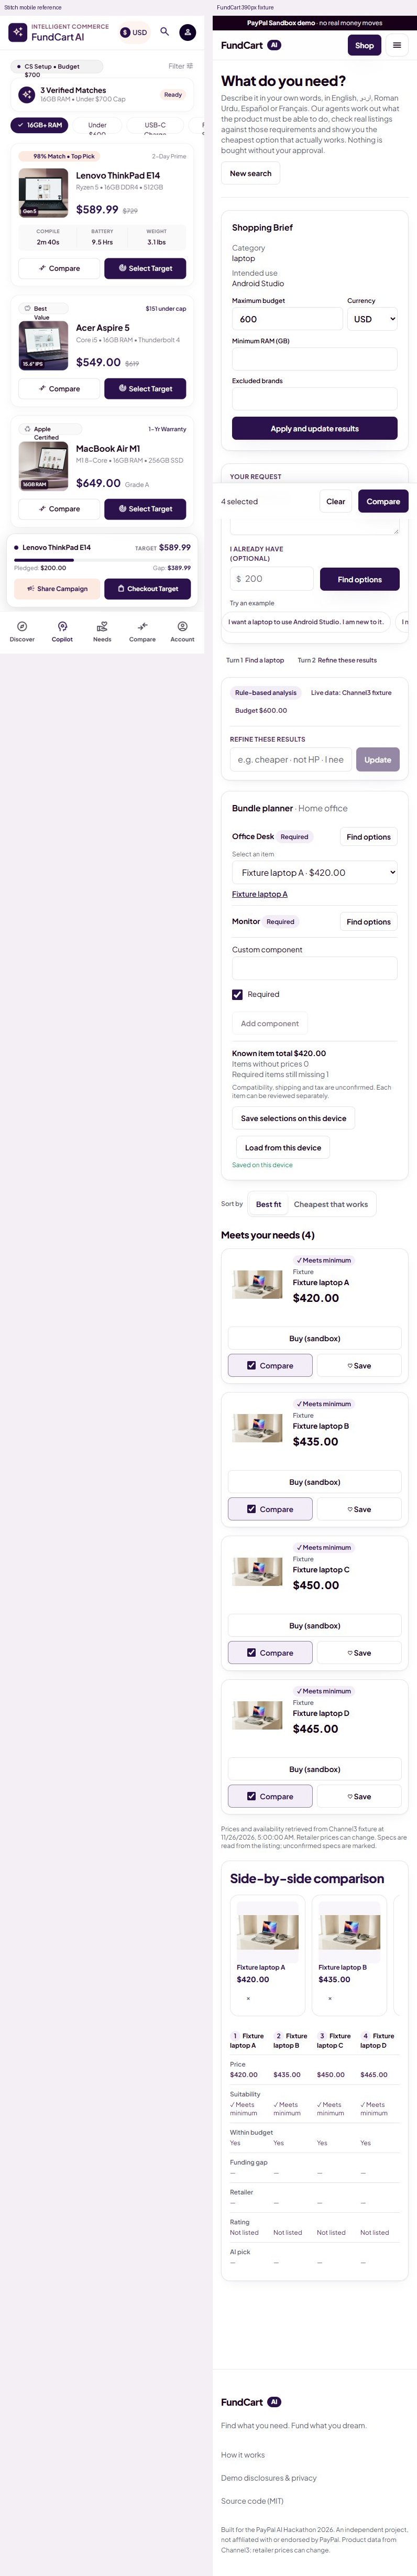 Stitch mobile reference
INTELLIGENT COMMERCE
FundCart AI
$ USD
CS Setup • Budget
$700
Filter
3 Verified Matches
16GB RAM • Under $700 Cap
Ready
16GB+ RAM
Under
$600
USB-C
98% Match • Top Pick
2-Day Prime
Lenovo ThinkPad E14
Ryzen 5 • 16GB DDR4 • 512GB
$589.99 $729
Gen 5
COMPILE
BATTERY
WEIGHT
2m 40s
9.5 Hrs
3.1 lbs
Compare
Select Target
Best
Value
$151 under cap
Acer Aspire 5
Core i5 • 16GB RAM • Thunderbolt 4
$549.00 $619
15.6" IPS
Compare
Select Target
Apple
Certified
1-Yr Warranty
MacBook Air M1
M1 8-Core • 16GB RAM • 256GB SSD
$649.00 Grade A
16GB RAM
Compare
Select Target
Lenovo ThinkPad E14
TARGET $589.99
Pledged: $200.00
Gap: $389.99
Share Campaign
Checkout Target
Discover
Copilot
Needs
Compare
Account
FundCart 390px fixture
PayPal Sandbox demo · no real money moves
FundCart AI
Shop
What do you need?
Describe it in your own words, in English, اردو, Roman
Urdu, Español or Français. Our agents work out what
the product must be able to do, check real listings
against those requirements and show you the
cheapest option that actually works. Nothing is
bought without your approval.
New search
Shopping Brief
Category
laptop
Intended use
Android Studio
Maximum budget
Currency
600
USD
Minimum RAM (GB)
Excluded brands
Apply and update results
YOUR REQUEST
4 selected
Clear
Compare
I ALREADY HAVE
(OPTIONAL)
$ 200
Find options
Try an example
I want a laptop to use Android Studio. I am new to it.
Turn 1 Find a laptop
Turn 2 Refine these results
Rule-based analysis
Live data: Channel3 fixture
Budget $600.00
REFINE THESE RESULTS
e.g. cheaper · not HP · I nee
Update
Bundle planner · Home office
Office Desk Required
Find options
Select an item
Fixture laptop A · $420.00
Fixture laptop A
Monitor Required
Find options
Custom component
Required
Add component
Known item total $420.00
Items without prices 0
Required items still missing 1
Compatibility, shipping and tax are unconfirmed. Each
item can be reviewed separately.
Save selections on this device
Load from this device
Saved on this device
Sort by
Best fit
Cheapest that works
Meets your needs (4)
✓ Meets minimum
Fixture
Fixture laptop A
$420.00
Buy (sandbox)
Compare
♡ Save
✓ Meets minimum
Fixture
Fixture laptop B
$435.00
Buy (sandbox)
Compare
♡ Save
✓ Meets minimum
Fixture
Fixture laptop C
$450.00
Buy (sandbox)
Compare
♡ Save
✓ Meets minimum
Fixture
Fixture laptop D
$465.00
Buy (sandbox)
Compare
♡ Save
Prices and availability retrieved from Channel3 fixture at
11/26/2026, 5:00:00 AM. Retailer prices can change. Specs are
read from the listing; unconfirmed specs are marked.
Side-by-side comparison
Fixture laptop A
$420.00
×
Fixture laptop B
$435.00
×
1 Fixture laptop A
2 Fixture laptop B
3 Fixture laptop C
4 Fixture laptop D
Price
$420.00 $435.00 $450.00 $465.00
Suitability
✓ Meets minimum ✓ Meets minimum ✓ Meets minimum ✓ Meets minimum
Within budget
Yes Yes Yes Yes
Funding gap
— — — —
Retailer
— — — —
Rating
Not listed Not listed Not listed Not listed
AI pick
— — — —
FundCart AI
Find what you need. Fund what you dream.
How it works
Demo disclosures & privacy
Source code (MIT)
Built for the PayPal AI Hackathon 2026. An independent project,
not affiliated with or endorsed by PayPal. Product data from
Channel3; retailer prices can change.